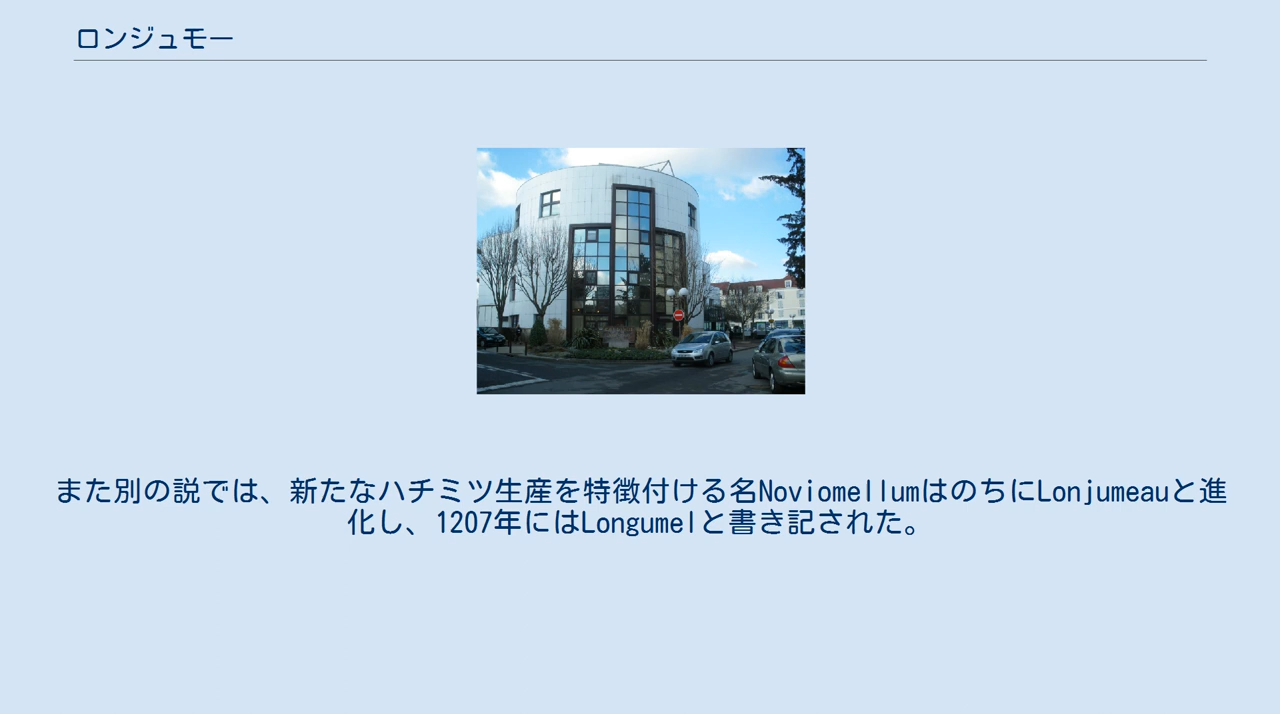 ロンジュモー
また別の説では、新たなハチミツ生産を特徴付ける名NoviomellumはのちにLonjumeauと進
化し、1207年にはLongumelと書き記された。